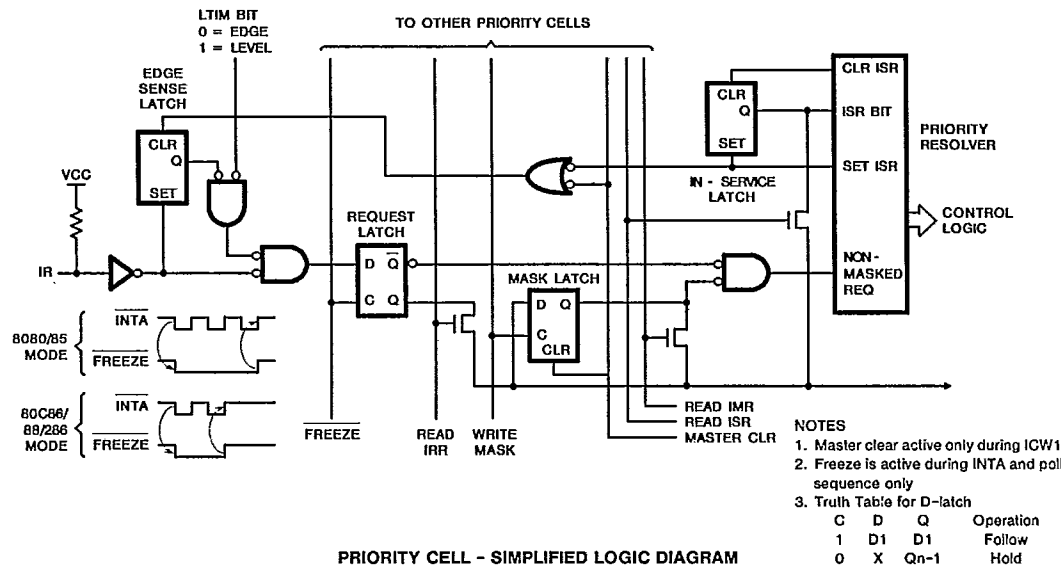 LTIM BIT
0 = EDGE
1 = LEVEL
TO OTHER PRIORITY CELLS
EDGE
SENSE
LATCH
CLR
Q
SET
VCC
IR
REQUEST
LATCH
D Q
C Q
MASK LATCH
D Q
C
CLR
CLR
Q
SET
IN - SERVICE
LATCH
CLR ISR
ISR BIT
SET ISR
NON-
MASKED
REQ
PRIORITY
RESOLVER
CONTROL
LOGIC
8080/85
MODE
INTA
FREEZE
80C86/
88/286
MODE
INTA
FREEZE
FREEZE
READ
IRR
WRITE
MASK
READ IMR
READ ISR
MASTER CLR
NOTES
1. Master clear active only during ICW1
2. Freeze is active during INTA and poll
sequence only
3. Truth Table for D-latch
C D Q Operation
1 D1 D1 Follow
0 X Qn-1 Hold
PRIORITY CELL – SIMPLIFIED LOGIC DIAGRAM